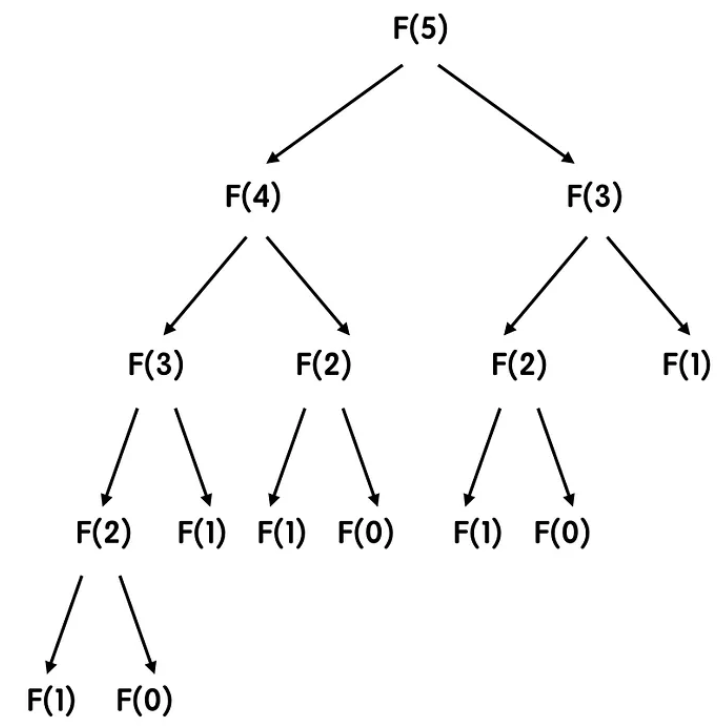 F(5)
F(4) F(3)
F(3) F(2) F(2) F(1)
F(2) F(1) F(1) F(0) F(1) F(0)
F(1) F(0)